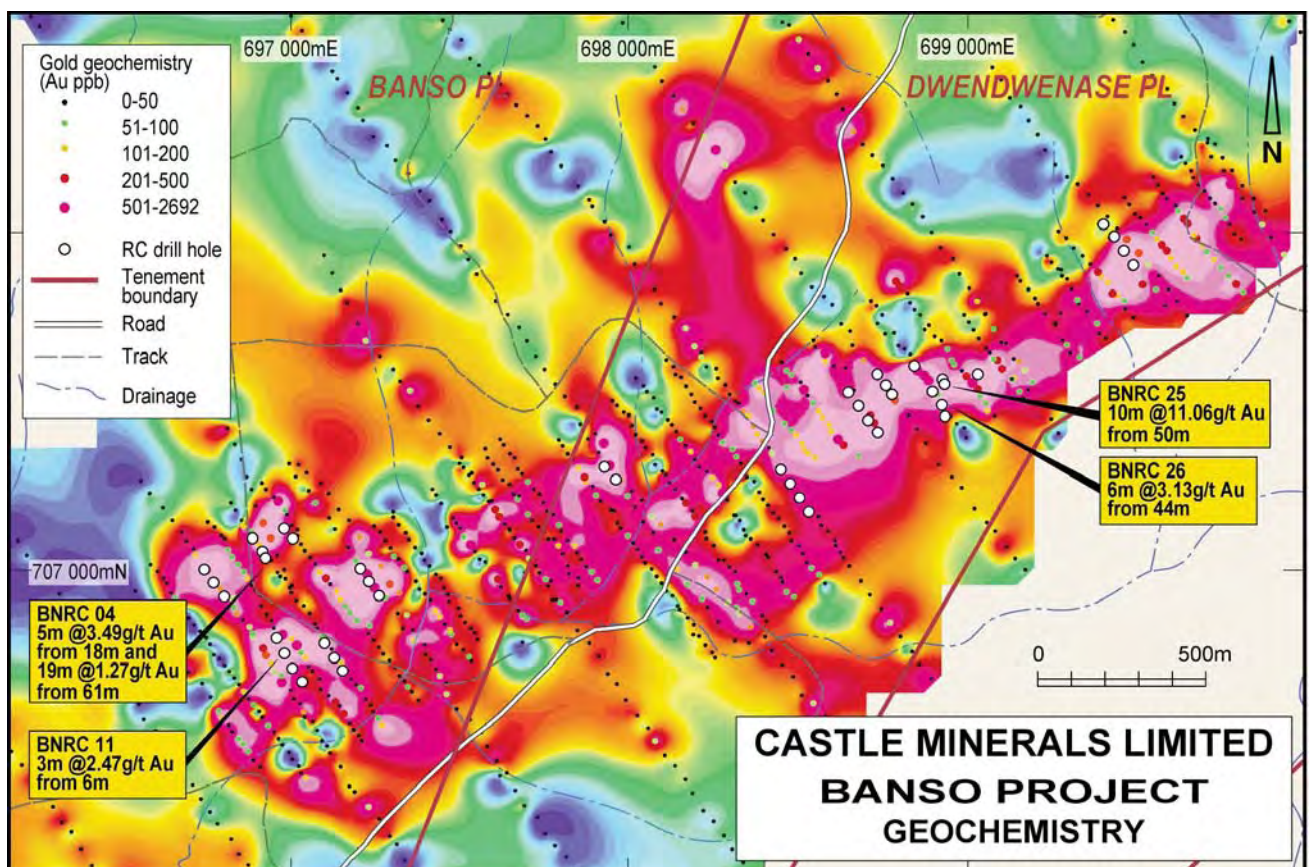 697 000mE
698 000mE
699 000mE
BANSO PL
DWENDWENASE PL
Gold geochemistry
(Au ppb)
0-50
51-100
101-200
201-500
501-2692
RC drill hole
Tenement
boundary
Road
Track
Drainage
N
707 000mN
BNRC 25
10m @11.06g/t Au
from 50m
BNRC 26
6m @3.13g/t Au
from 44m
BNRC 04
5m @3.49g/t Au
from 18m and
19m @1.27g/t Au
from 61m
BNRC 11
3m @2.47g/t Au
from 6m
0 500m
CASTLE MINERALS LIMITED
BANSO PROJECT
GEOCHEMISTRY